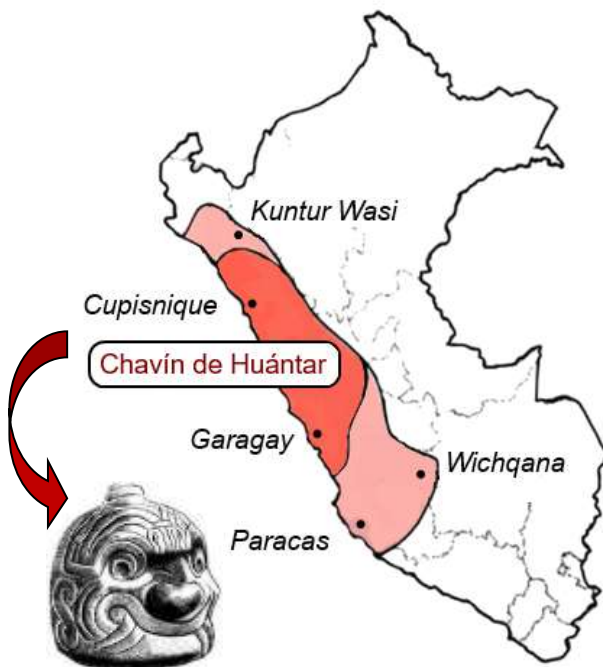 Kuntur Wasi
Cupisnique
Chavín de Huántar
Garagay
Wichqana
Paracas